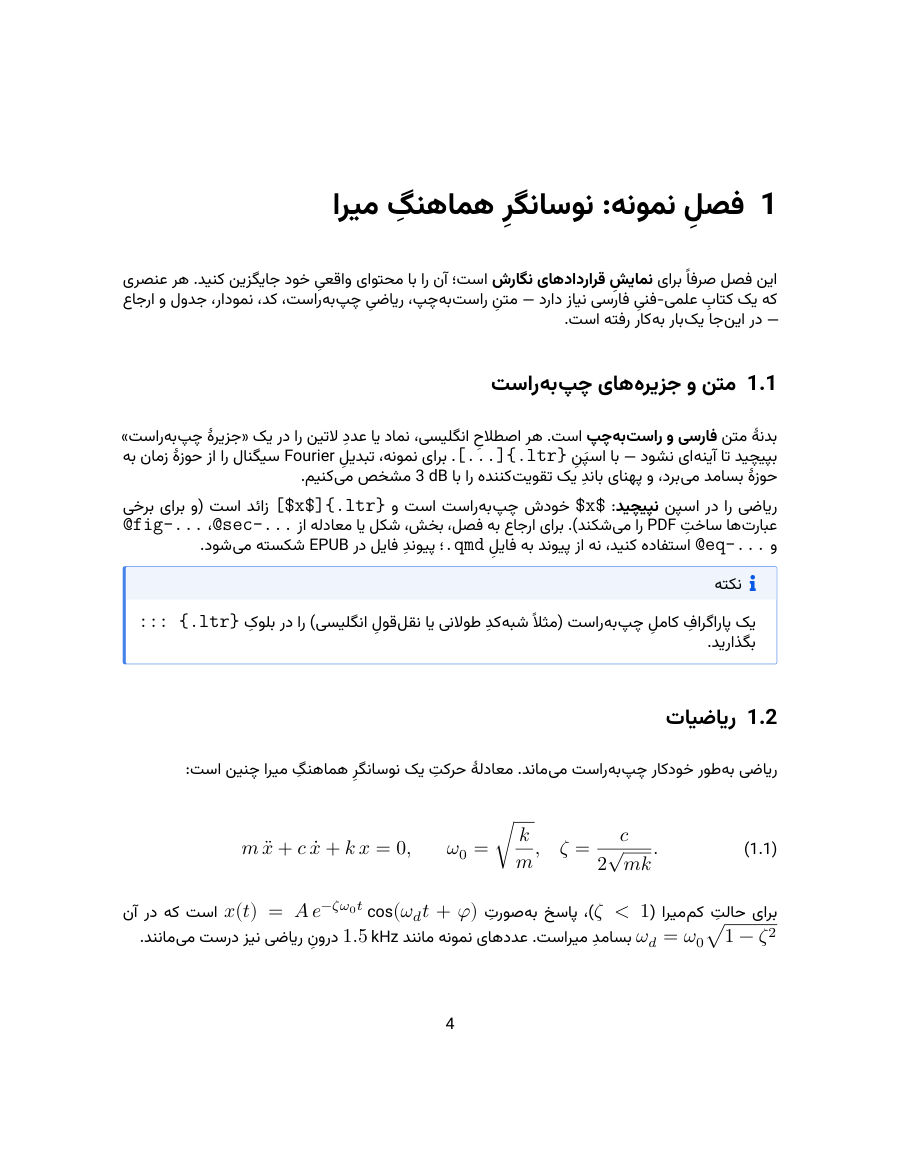 1 فصلِ نمونه: نوسانگرِ هماهنگِ میرا
این فصل صرفاً برای نمایشِ قراردادهای نگارش است؛ آن را با محتوای واقعیِ خود جایگزین کنید. هر عنصری
که یک کتابِ علمی-فنیِ فارسی نیاز دارد — متنِ راست‌به‌چپ، ریاضیِ چپ‌به‌راست، کد، نمودار، جدول و ارجاع
— در این‌جا یک‌بار به‌کار رفته است.
1.1 متن و جزیره‌های چپ‌به‌راست
بدنهٔ متن فارسی و راست‌به‌چپ است. هر اصطلاحِ انگلیسی، نماد یا عددِ لاتین را در یک «جزیرهٔ چپ‌به‌راست»
بپیچید تا آینه‌ای نشود — با اسپَنِ [...]{.ltr}. برای نمونه، تبدیلِ Fourier سیگنال را از حوزهٔ زمان به
حوزهٔ بسامد می‌برد، و پهنای باندِ یک تقویت‌کننده را با 3 dB مشخص می‌کنیم.
ریاضی را در اسپن نپیچید: $x$ خودش چپ‌به‌راست است و [$x$]{.ltr} زائد است (و برای برخی
عبارت‌ها ساختِ PDF را می‌شکند). برای ارجاع به فصل، بخش، شکل یا معادله از @sec-...، @fig-...
و @eq-... استفاده کنید، نه از پیوند به فایلِ .qmd؛ پیوندِ فایل در EPUB شکسته می‌شود.
نکته
یک پاراگرافِ کاملِ چپ‌به‌راست (مثلاً شبه‌کدِ طولانی یا نقل‌قولِ انگلیسی) را در بلوکِ ::: {.ltr}
بگذارید.
1.2 ریاضیات
ریاضی به‌طور خودکار چپ‌به‌راست می‌ماند. معادلهٔ حرکتِ یک نوسانگرِ هماهنگِ میرا چنین است:
m ẍ + c ẋ + k x = 0, ω₀ = √(k/m), ζ = c/(2√(mk)). (1.1)
برای حالتِ کم‌میرا (ζ < 1)، پاسخ به‌صورتِ x(t) = A e^{−ζω₀t} cos(ω_d t + φ) است که در آن
ω_d = ω₀√(1 − ζ²) بسامدِ میراست. عددهای نمونه مانند 1.5 kHz درونِ ریاضی نیز درست می‌مانند.
4